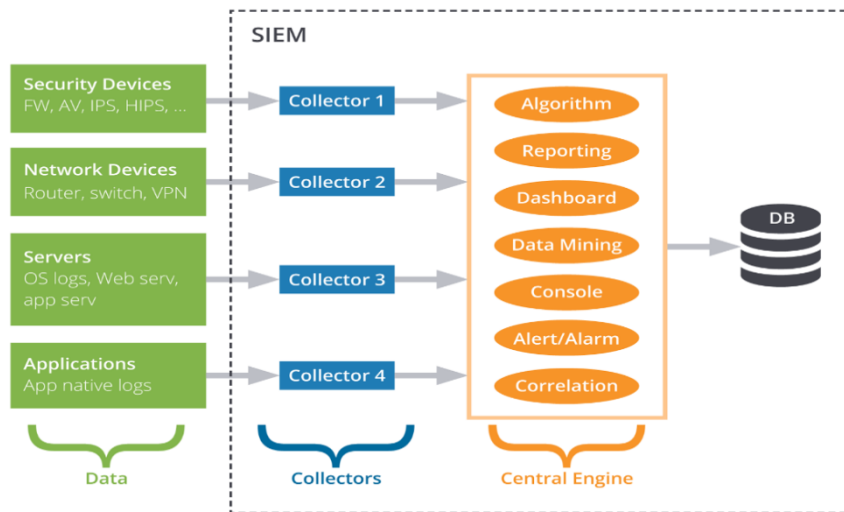 SIEM
Security Devices
FW, AV, IPS, HIPS, ...
Network Devices
Router, switch, VPN
Servers
OS logs, Web serv,
app serv
Applications
App native logs
Data
Collector 1
Collector 2
Collector 3
Collector 4
Collectors
Algorithm
Reporting
Dashboard
Data Mining
Console
Alert/Alarm
Correlation
Central Engine
DB